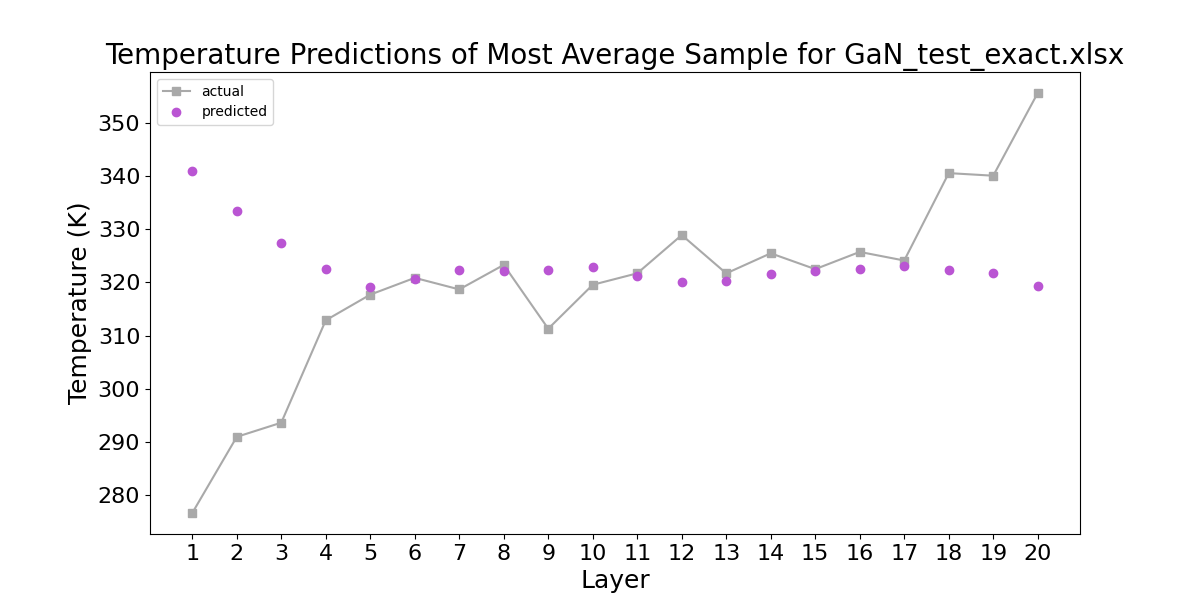 Temperature Predictions of Most Average Sample for GaN_test_exact.xlsx
actual
predicted
Temperature (K)
350
340
330
320
310
300
290
280
1 2 3 4 5 6 7 8 9 10 11 12 13 14 15 16 17 18 19 20
Layer